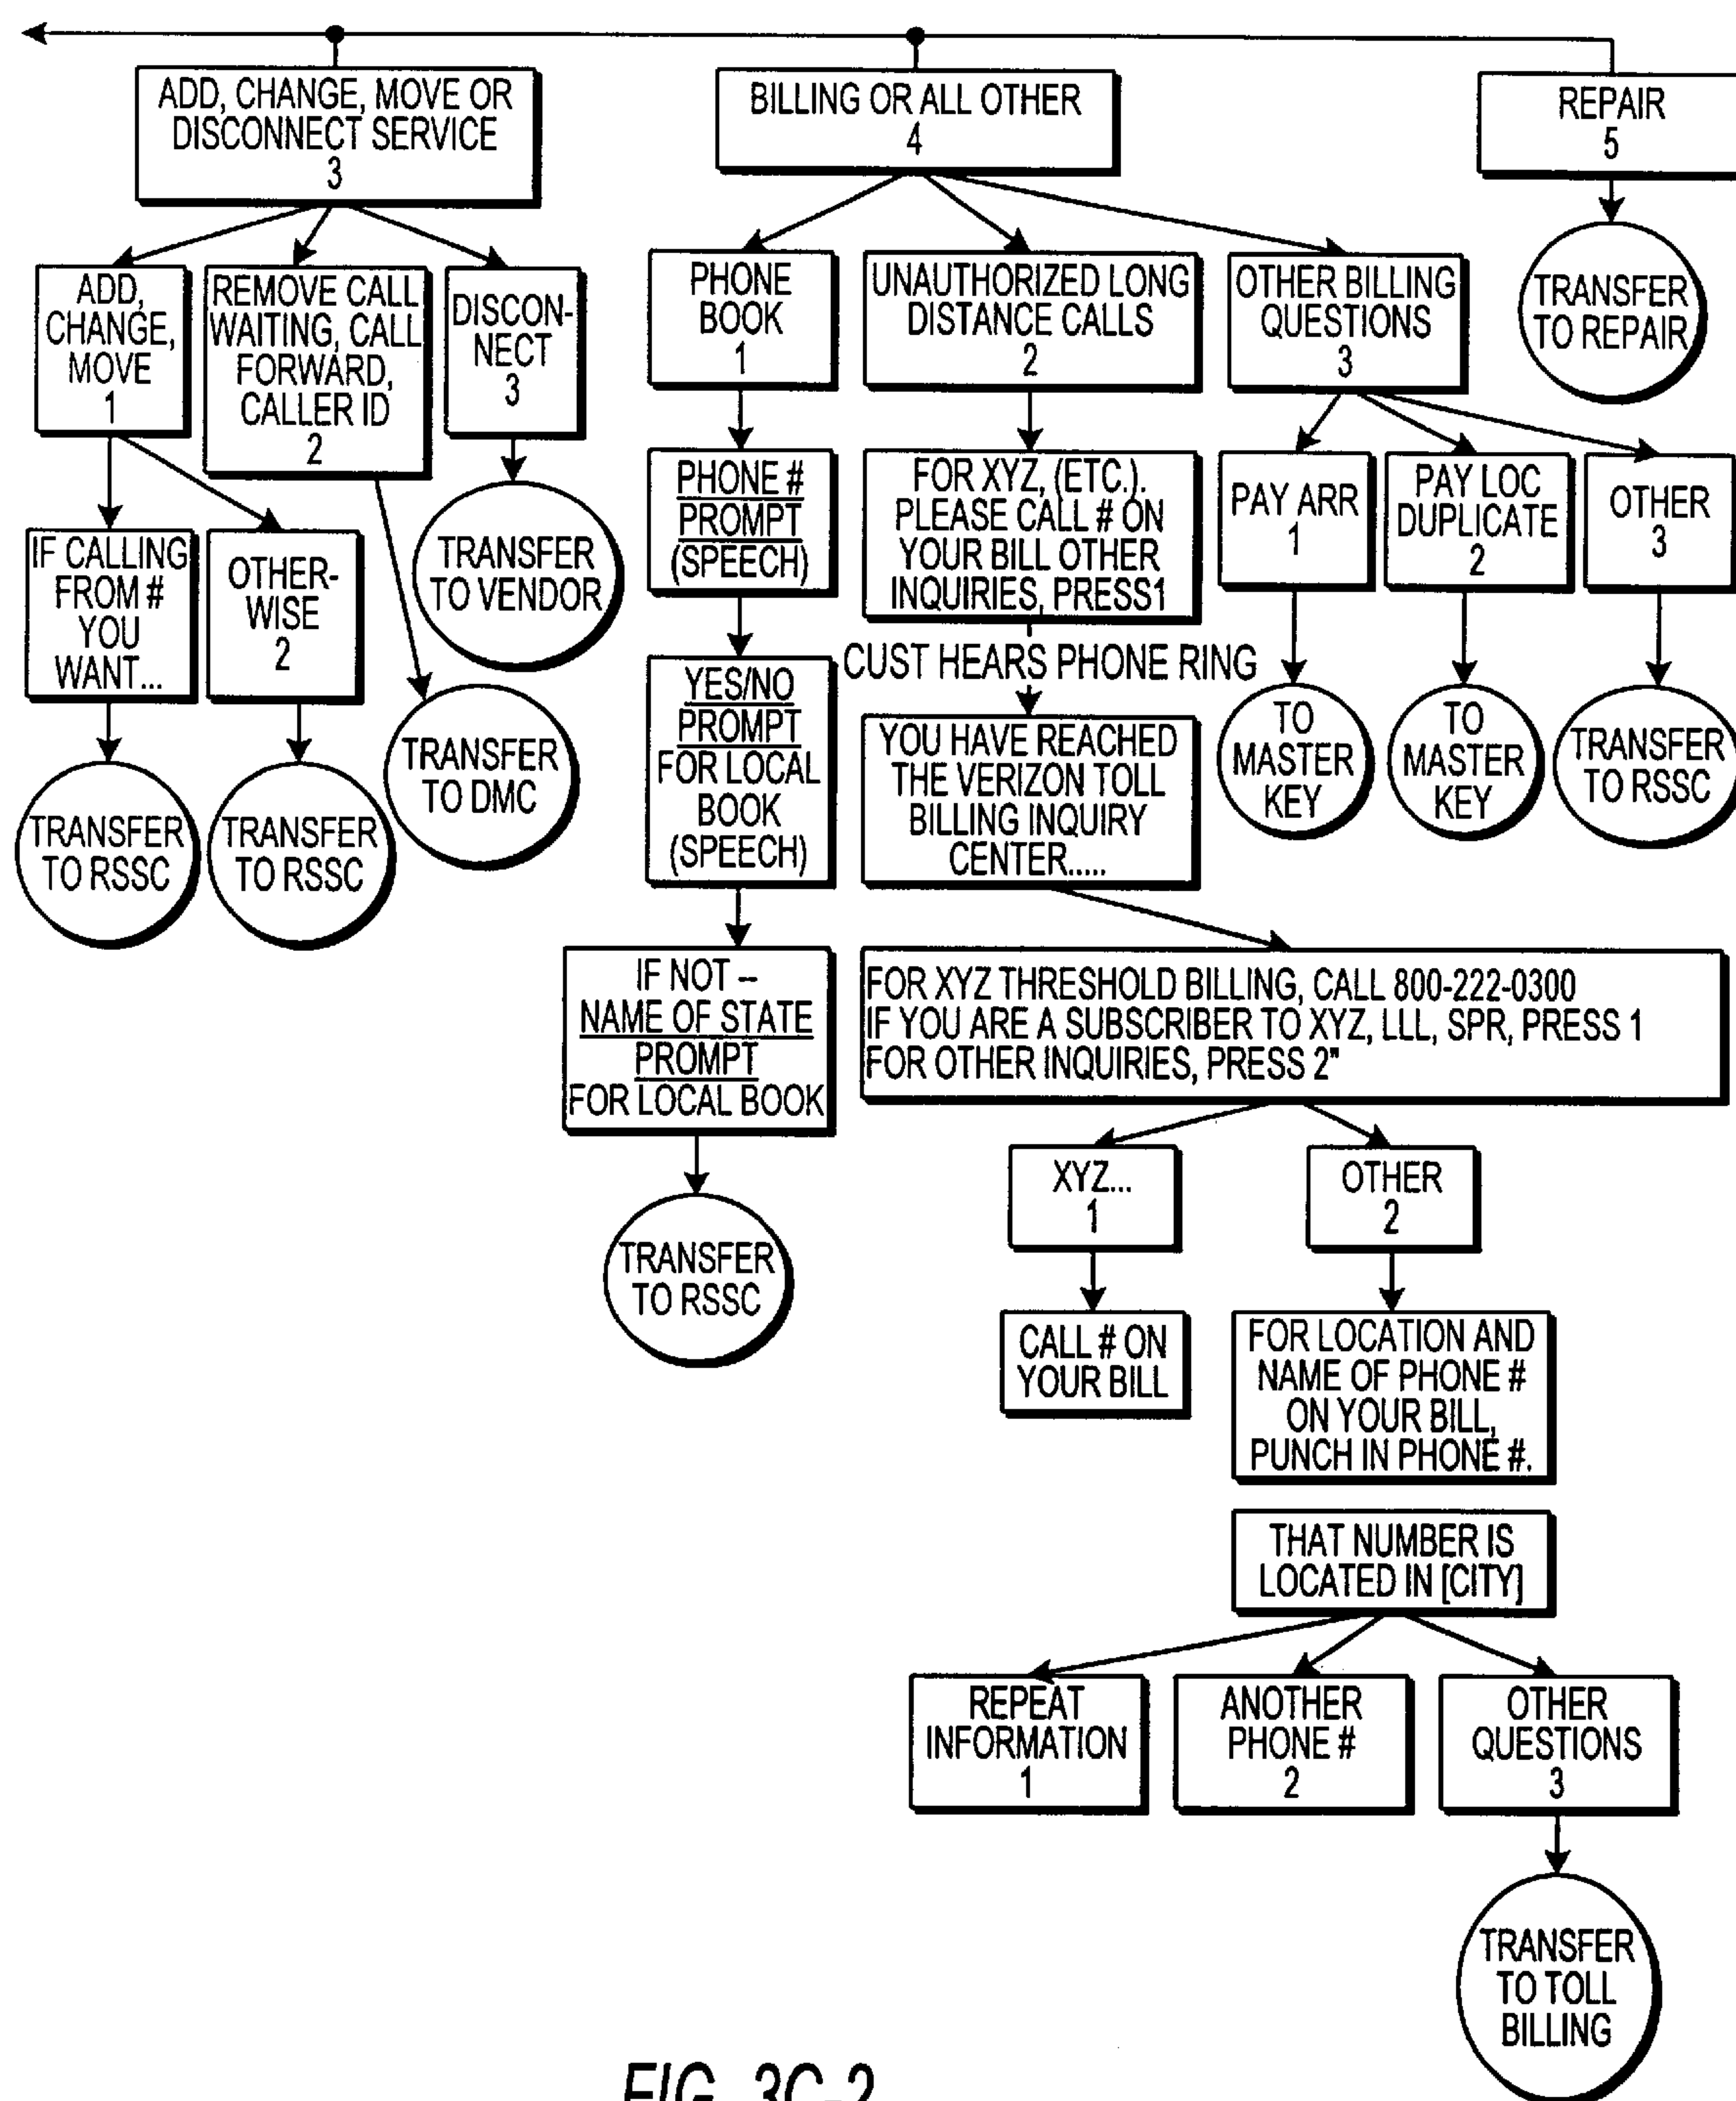 ADD, CHANGE, MOVE OR
DISCONNECT SERVICE
3
BILLING OR ALL OTHER
4
REPAIR
5
ADD,
CHANGE,
MOVE
1
REMOVE CALL
WAITING, CALL
FORWARD,
CALLER ID
2
DISCON-
NECT
3
PHONE
BOOK
1
UNAUTHORIZED LONG
DISTANCE CALLS
2
OTHER BILLING
QUESTIONS
3
TRANSFER
TO REPAIR
IF CALLING
FROM #
YOU
WANT...
OTHER-
WISE
2
TRANSFER
TO VENDOR
PHONE #
PROMPT
(SPEECH)
FOR XYZ, (ETC.).
PLEASE CALL # ON
YOUR BILL OTHER
INQUIRIES, PRESS1
PAY ARR
1
PAY LOC
DUPLICATE
2
OTHER
3
CUST HEARS PHONE RING
TRANSFER
TO RSSC
TRANSFER
TO RSSC
TRANSFER
TO DMC
YES/NO
PROMPT
FOR LOCAL
BOOK
(SPEECH)
YOU HAVE REACHED
THE VERIZON TOLL
BILLING INQUIRY
CENTER.....
TO
MASTER
KEY
TO
MASTER
KEY
TRANSFER
TO RSSC
IF NOT --
NAME OF STATE
PROMPT
FOR LOCAL BOOK
FOR XYZ THRESHOLD BILLING, CALL 800-222-0300
IF YOU ARE A SUBSCRIBER TO XYZ, LLL, SPR, PRESS 1
FOR OTHER INQUIRIES, PRESS 2"
TRANSFER
TO RSSC
XYZ...
1
OTHER
2
CALL # ON
YOUR BILL
FOR LOCATION AND
NAME OF PHONE #
ON YOUR BILL,
PUNCH IN PHONE #.
THAT NUMBER IS
LOCATED IN [CITY]
REPEAT
INFORMATION
1
ANOTHER
PHONE #
2
OTHER
QUESTIONS
3
TRANSFER
TO TOLL
BILLING
FIG. 3C-2